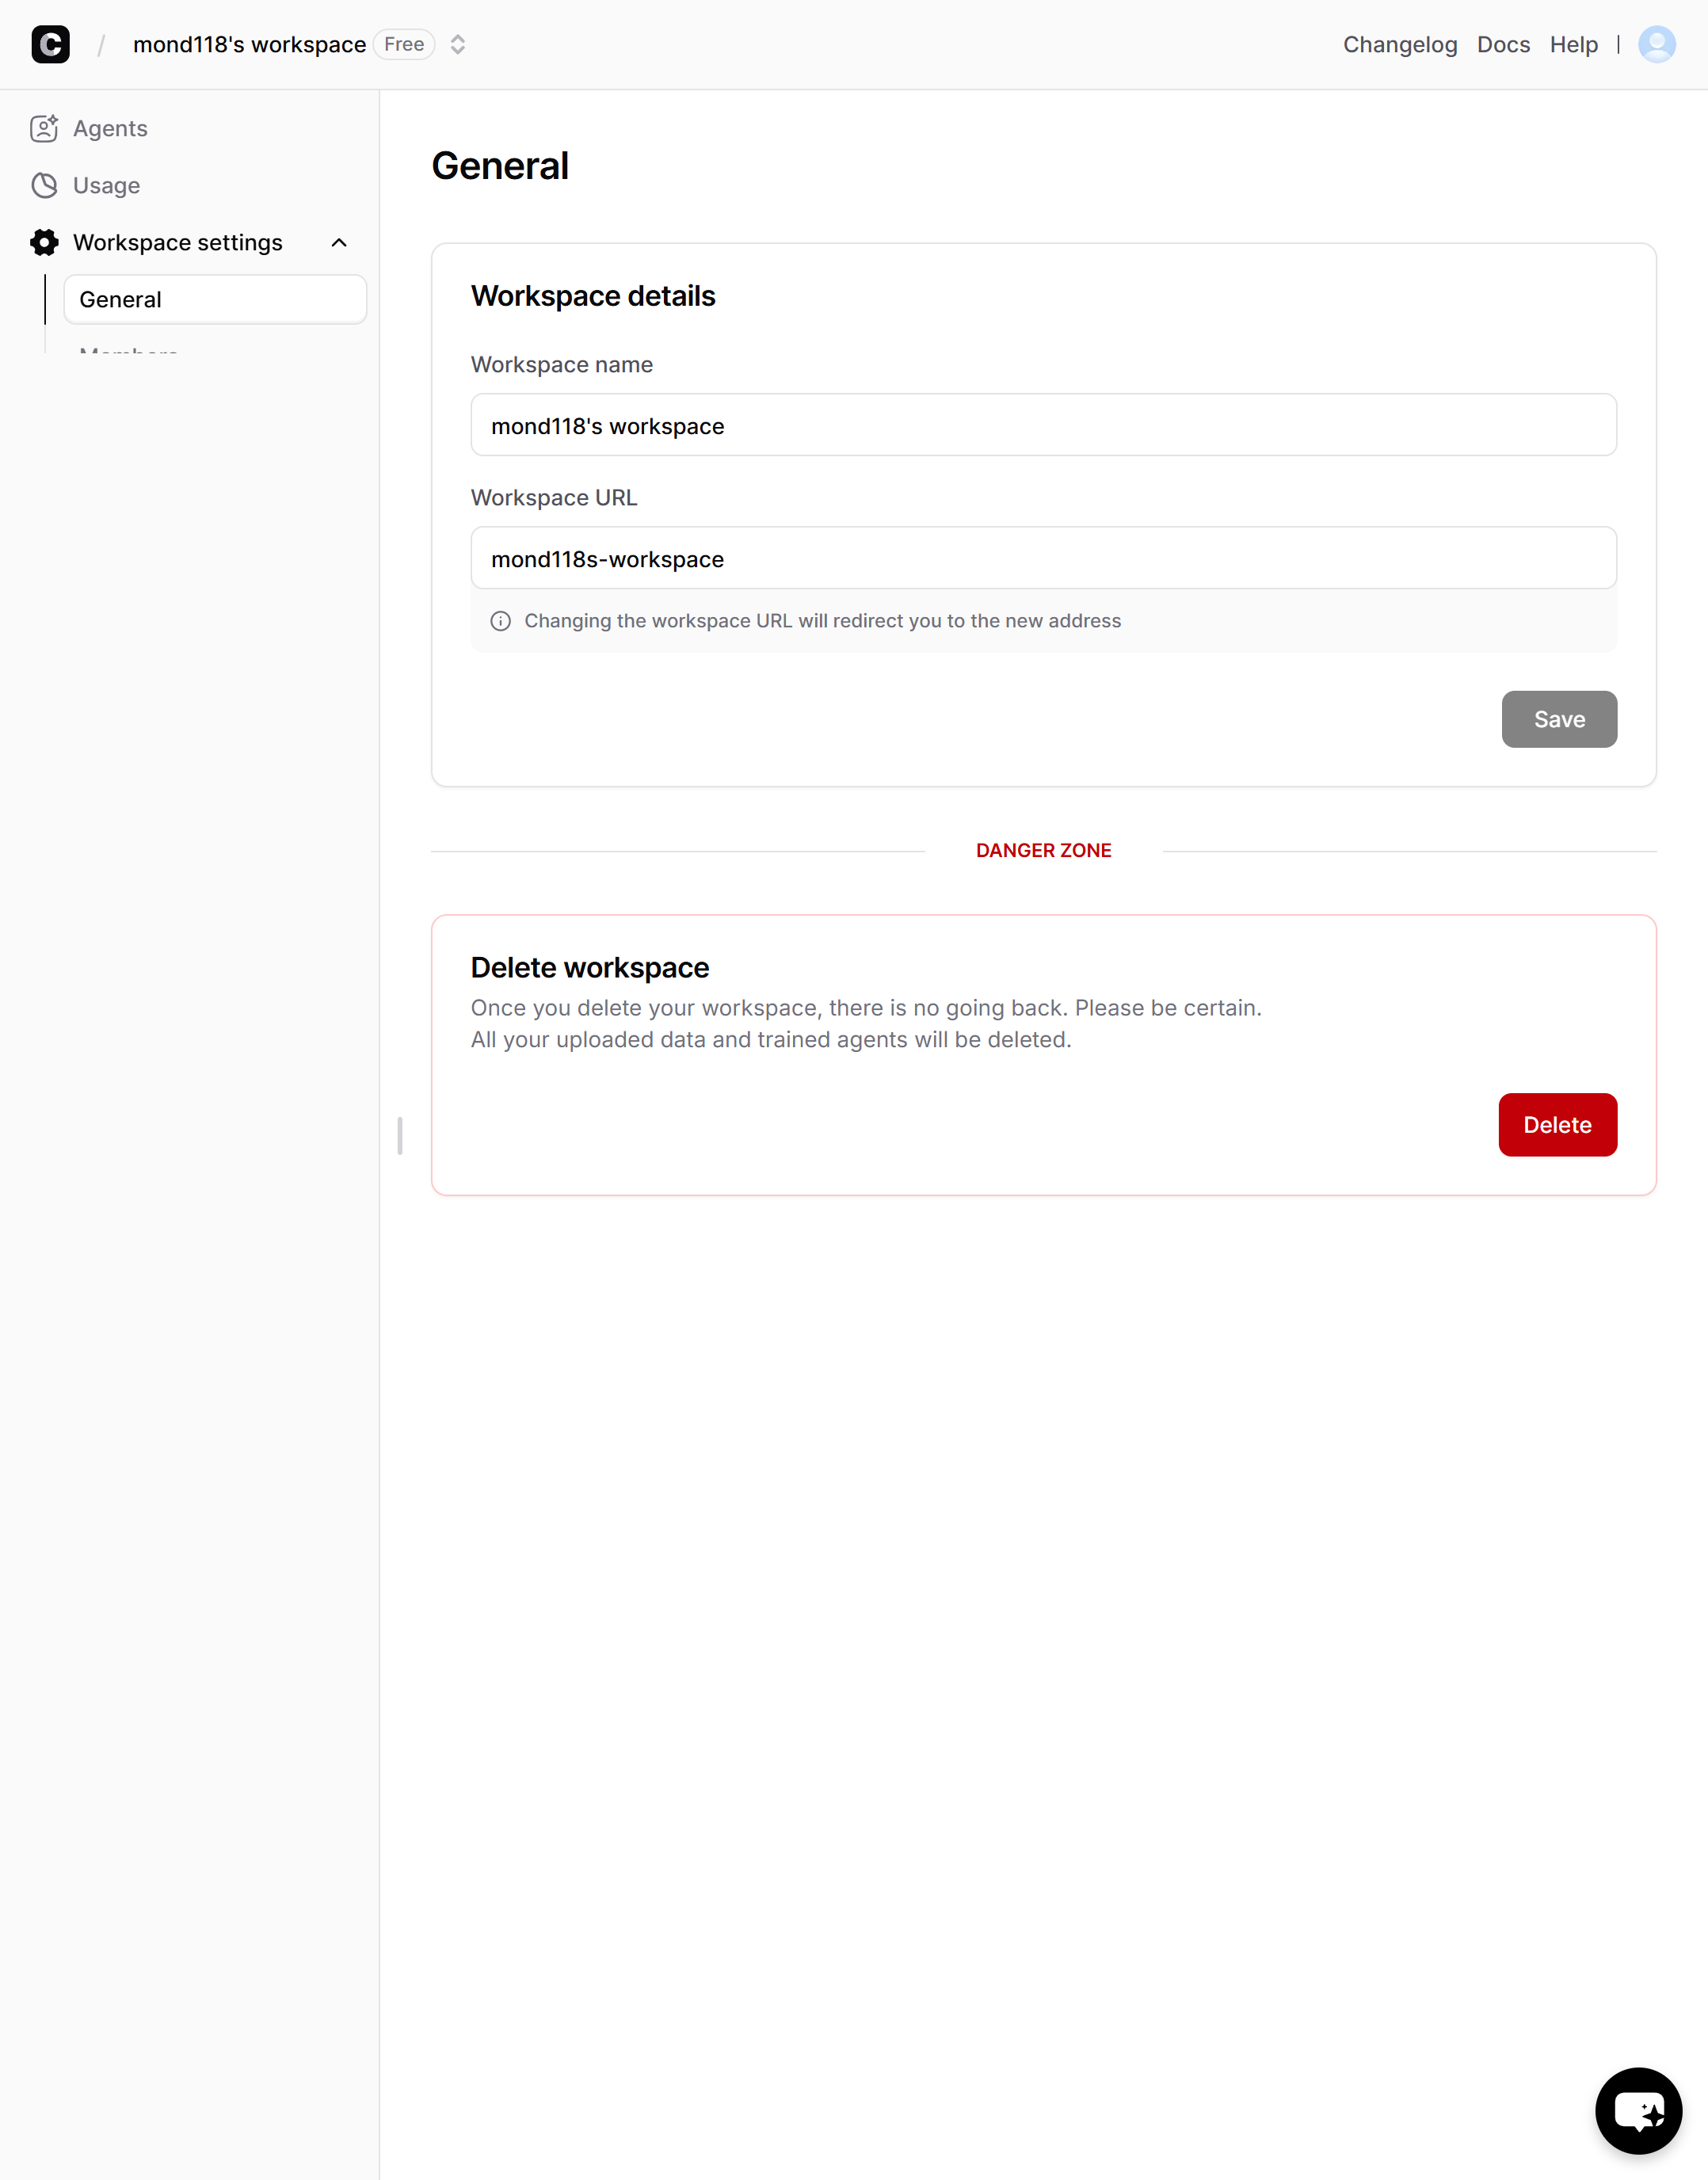 C / mond118's workspace Free
Changelog Docs Help
Agents
Usage
Workspace settings
General
Members
General
Workspace details
Workspace name
mond118's workspace
Workspace URL
mond118s-workspace
Changing the workspace URL will redirect you to the new address
Save
DANGER ZONE
Delete workspace
Once you delete your workspace, there is no going back. Please be certain.
All your uploaded data and trained agents will be deleted.
Delete